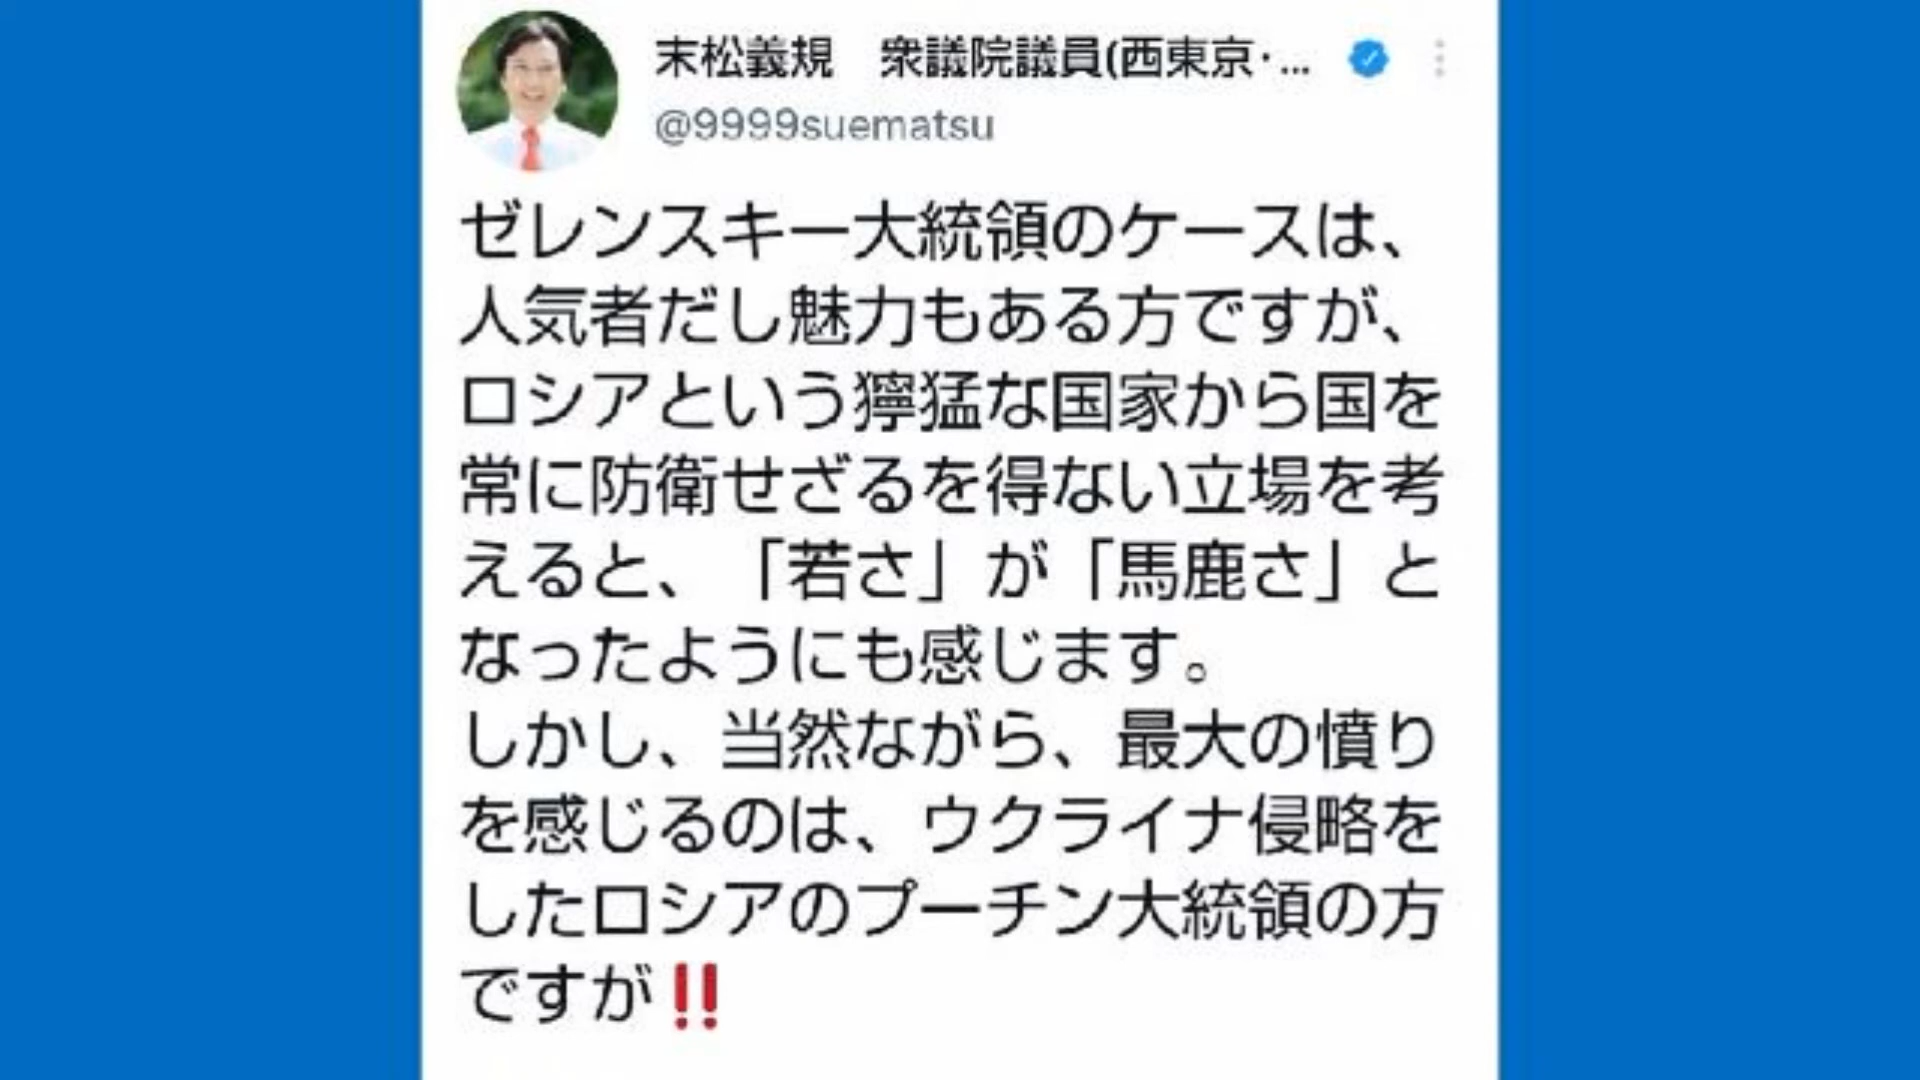 末松義規　衆議院議員(西東京・...
@9999suematsu
ゼレンスキー大統領のケースは、
人気者だし魅力もある方ですが、
ロシアという獰猛な国家から国を
常に防衛せざるを得ない立場を考
えると、「若さ」が「馬鹿さ」と
なったようにも感じます。
しかし、当然ながら、最大の憤り
を感じるのは、ウクライナ侵略を
したロシアのプーチン大統領の方
ですが‼️